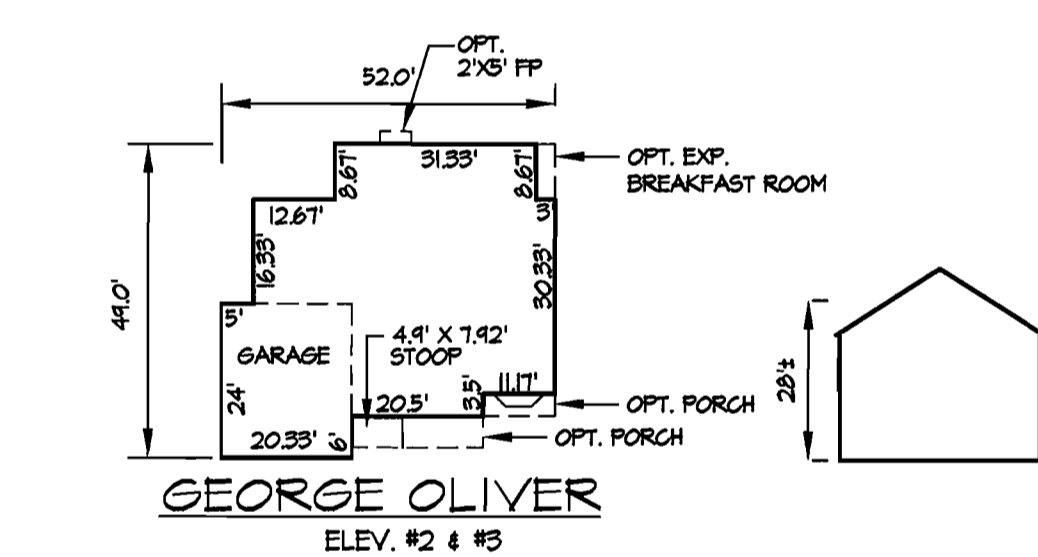 OPT.
2'X5' FP
52.0'
31.33'
8.67'
8.67'
OPT. EXP.
BREAKFAST ROOM
12.67'
3'
16.33'
30.33'
49.0'
5'
4.9' X 7.92'
STOOP
GARAGE
28'±
24'
20.5'
3.5'
11.17'
OPT. PORCH
20.33'
6'
OPT. PORCH
GEORGE OLIVER
ELEV. #2 & #3